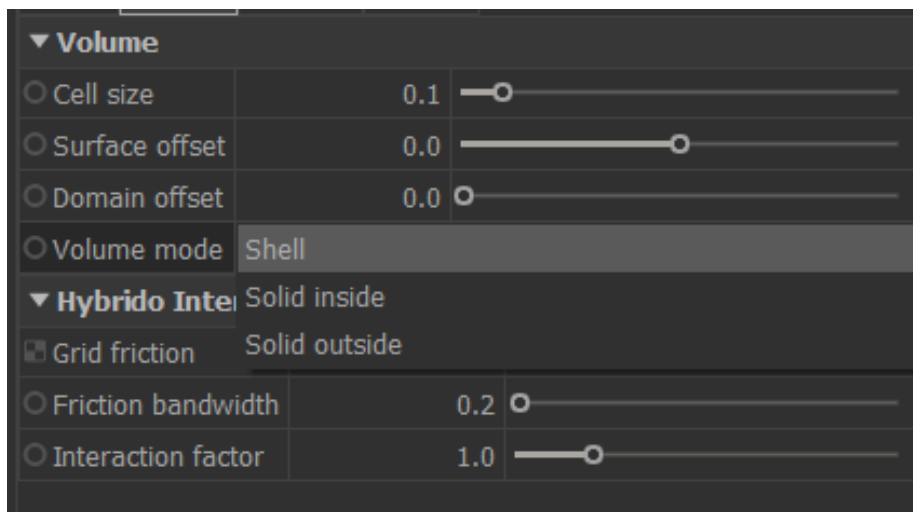 Volume
Cell size 0.1
Surface offset 0.0
Domain offset 0.0
Volume mode Shell
Hybrido Inte Solid inside
Grid friction Solid outside
Friction bandwidth 0.2
Interaction factor 1.0